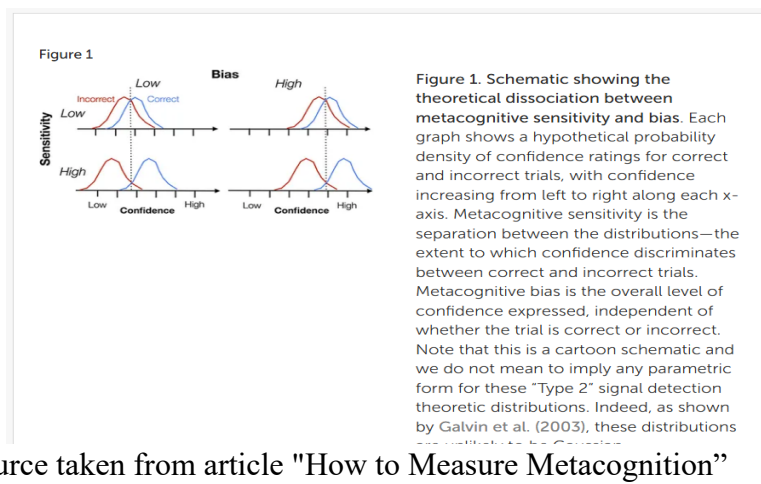 Figure 1
Bias
Low
High
Incorrect
Correct
Low
Sensitivity
High
Low
Confidence
High
Low
Confidence
High
Figure 1. Schematic showing the
theoretical dissociation between
metacognitive sensitivity and bias. Each
graph shows a hypothetical probability
density of confidence ratings for correct
and incorrect trials, with confidence
increasing from left to right along each x-
axis. Metacognitive sensitivity is the
separation between the distributions—the
extent to which confidence discriminates
between correct and incorrect trials.
Metacognitive bias is the overall level of
confidence expressed, independent of
whether the trial is correct or incorrect.
Note that this is a cartoon schematic and
we do not mean to imply any parametric
form for these “Type 2” signal detection
theoretic distributions. Indeed, as shown
by Galvin et al. (2003), these distributions
urce taken from article "How to Measure Metacognition”